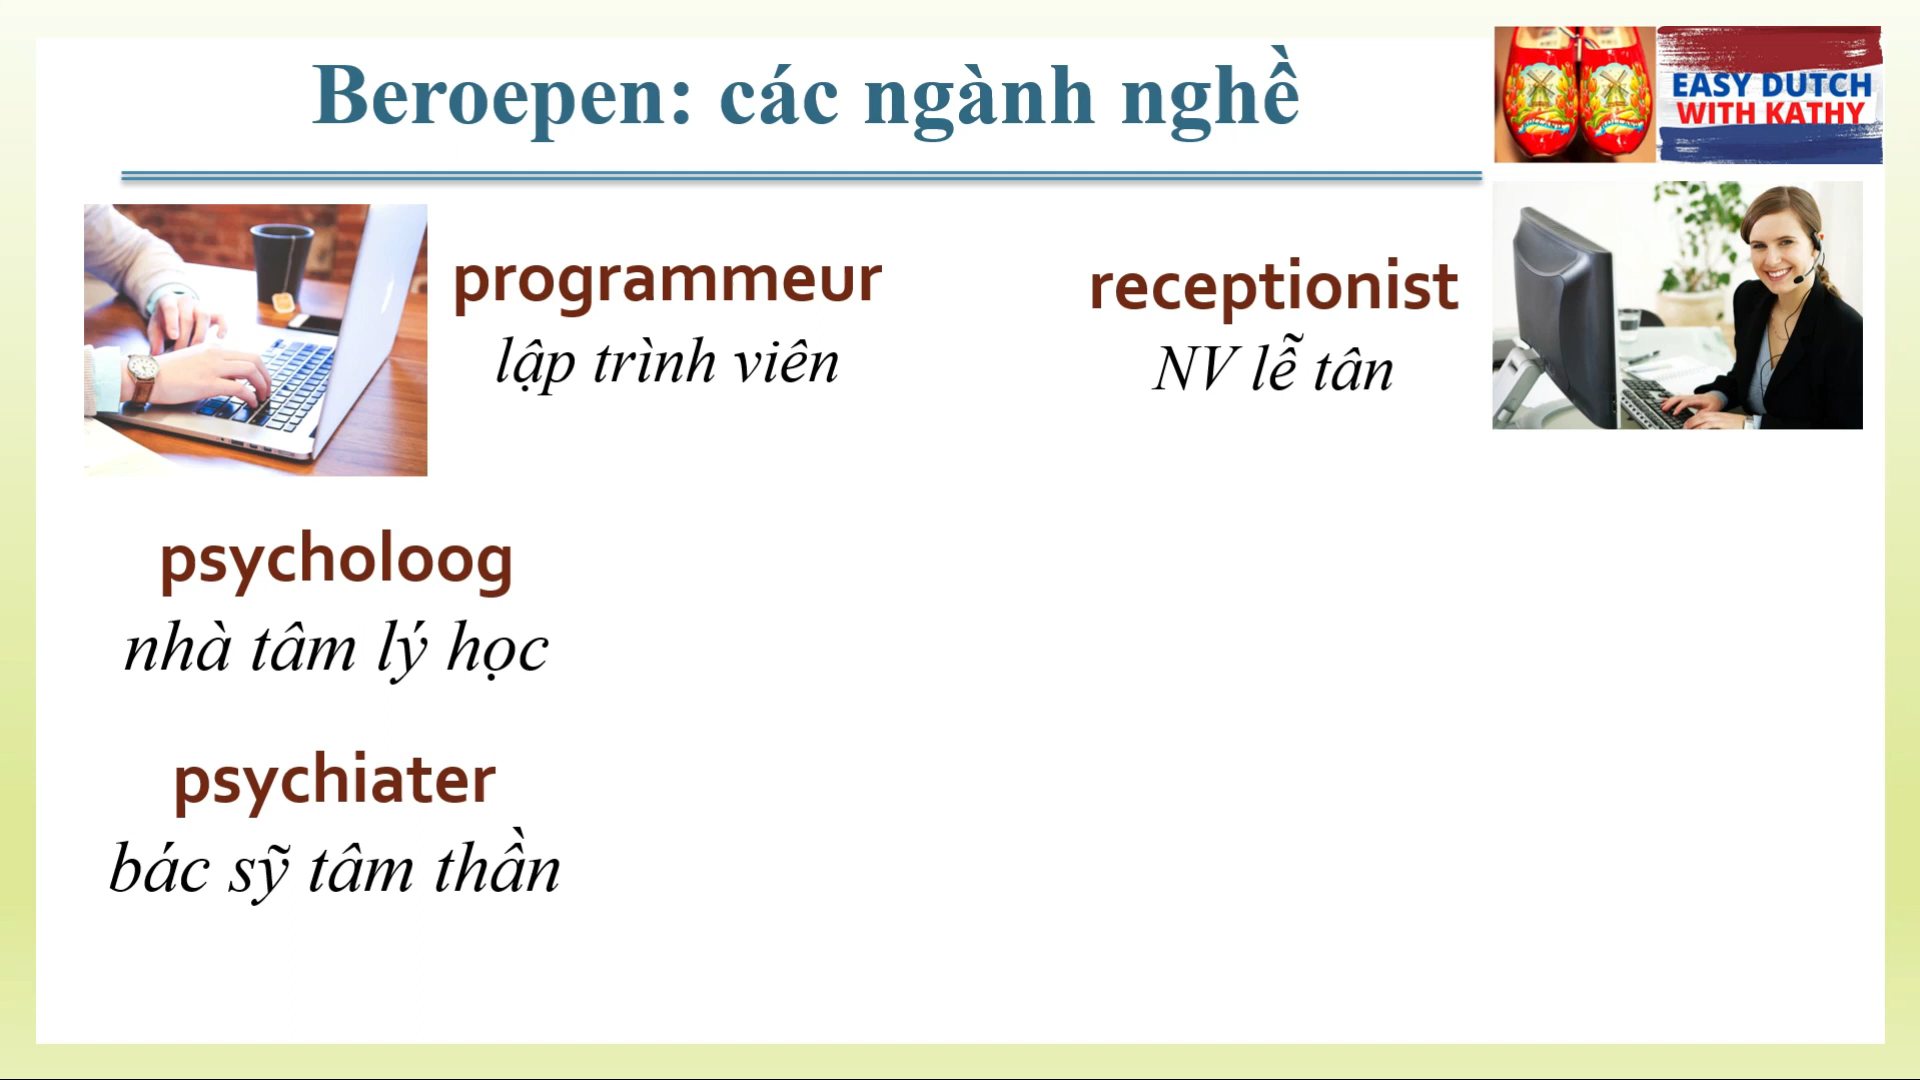 Beroepen: các ngành nghề
EASY DUTCH
WITH KATHY
programmeur
lập trình viên
receptionist
NV lễ tân
psycholoog
nhà tâm lý học
psychiater
bác sỹ tâm thần